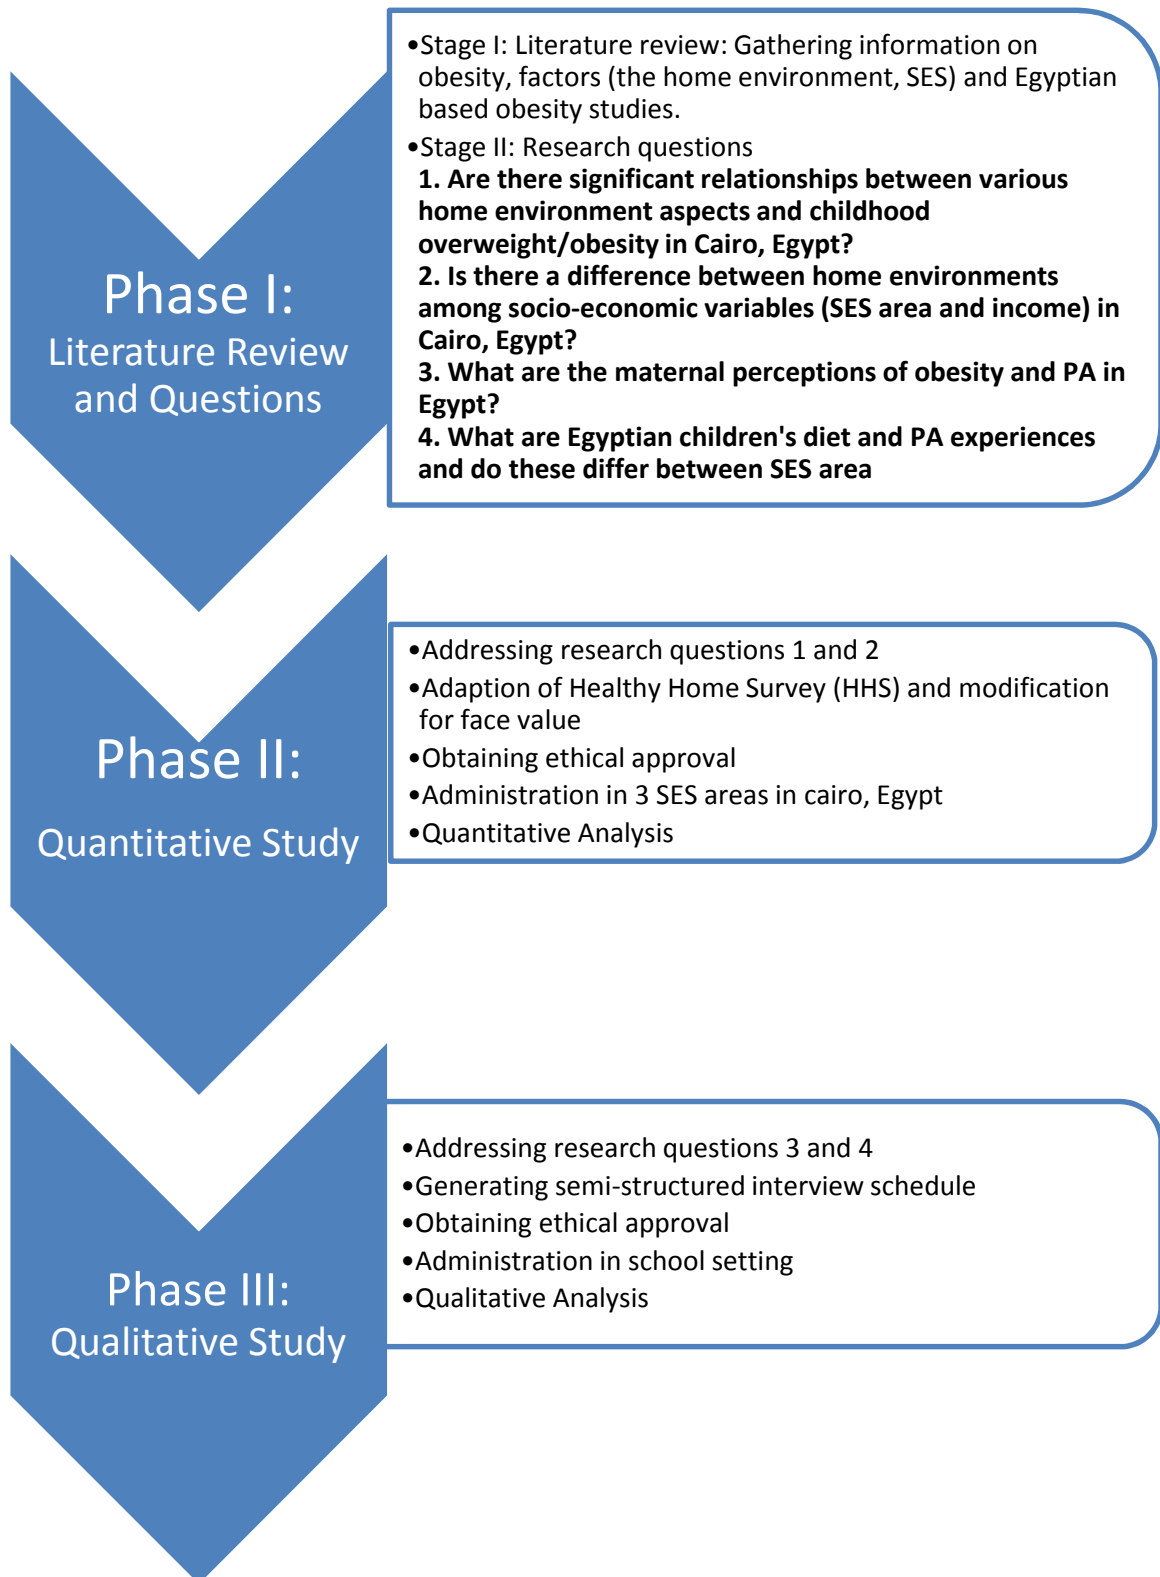 Phase I:
Literature Review
and Questions
•Stage I: Literature review: Gathering information on
obesity, factors (the home environment, SES) and Egyptian
based obesity studies.
•Stage II: Research questions
1. Are there significant relationships between various
home environment aspects and childhood
overweight/obesity in Cairo, Egypt?
2. Is there a difference between home environments
among socio-economic variables (SES area and income) in
Cairo, Egypt?
3. What are the maternal perceptions of obesity and PA in
Egypt?
4. What are Egyptian children's diet and PA experiences
and do these differ between SES area
Phase II:
Quantitative Study
•Addressing research questions 1 and 2
•Adaption of Healthy Home Survey (HHS) and modification
for face value
•Obtaining ethical approval
•Administration in 3 SES areas in cairo, Egypt
•Quantitative Analysis
Phase III:
Qualitative Study
•Addressing research questions 3 and 4
•Generating semi-structured interview schedule
•Obtaining ethical approval
•Administration in school setting
•Qualitative Analysis